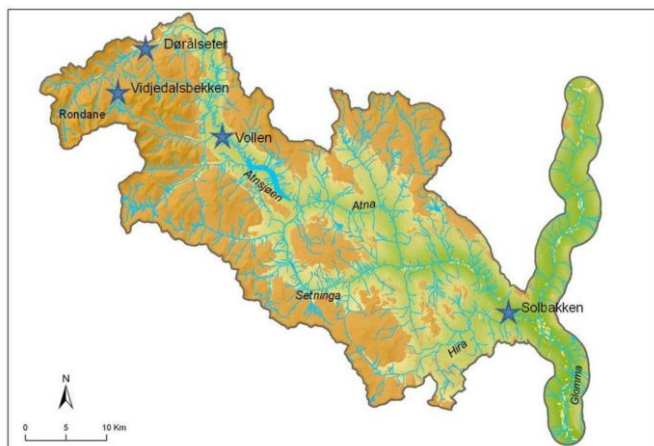 Dørålseter
Vidjedalsbekken
Rondane
Vollen
Atnsjøen
Atna
Setninga
Solbakken
Hira
Glomma
N
0 5 10 Km